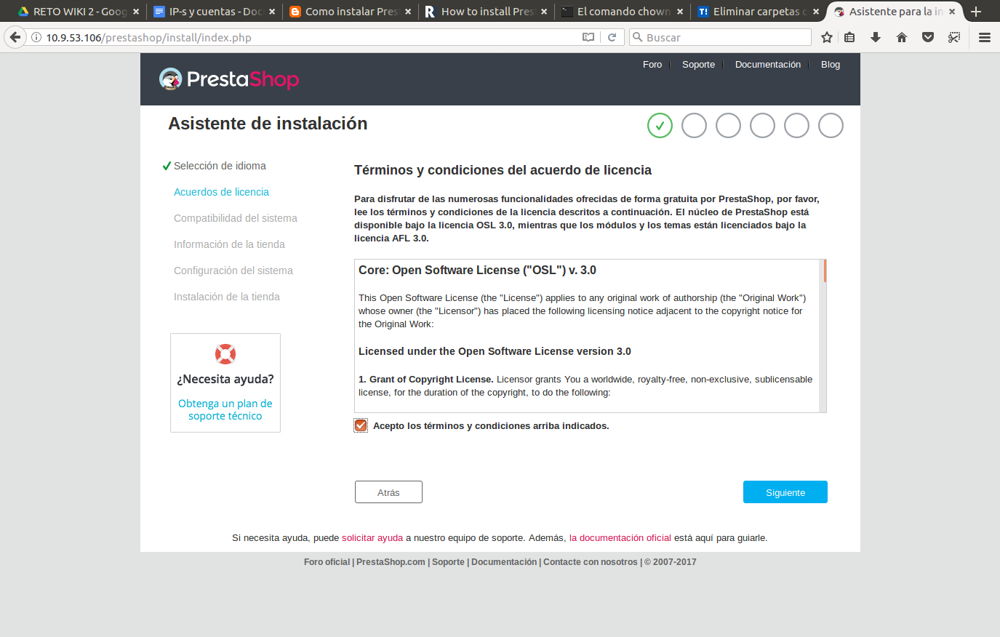 RETO WIKI 2 - Goog
IP-s y cuentas - Doc
Como instalar Pres
How to install Pres
El comando chown
Eliminar carpetas c
Asistente para la in
10.9.53.106/prestashop/install/index.php
Buscar
PrestaShop
Foro
Soporte
Documentación
Blog
Asistente de instalación
Selección de idioma
Acuerdos de licencia
Compatibilidad del sistema
Información de la tienda
Configuración del sistema
Instalación de la tienda
¿Necesita ayuda?
Obtenga un plan de
soporte técnico
Términos y condiciones del acuerdo de licencia
Para disfrutar de las numerosas funcionalidades ofrecidas de forma gratuita por PrestaShop, por favor,
lee los términos y condiciones de la licencia descritos a continuación. El núcleo de PrestaShop está
disponible bajo la licencia OSL 3.0, mientras que los módulos y los temas están licenciados bajo la
licencia AFL 3.0.
Core: Open Software License ("OSL") v. 3.0
This Open Software License (the "License") applies to any original work of authorship (the "Original Work")
whose owner (the "Licensor") has placed the following licensing notice adjacent to the copyright notice for
the Original Work:
Licensed under the Open Software License version 3.0
1. Grant of Copyright License. Licensor grants You a worldwide, royalty-free, non-exclusive, sublicensable
license, for the duration of the copyright, to do the following:
Acepto los términos y condiciones arriba indicados.
Atrás
Siguiente
Si necesita ayuda, puede solicitar ayuda a nuestro equipo de soporte. Además, la documentación oficial está aquí para guiarle.
Foro oficial | PrestaShop.com | Soporte | Documentación | Contacte con nosotros | © 2007-2017